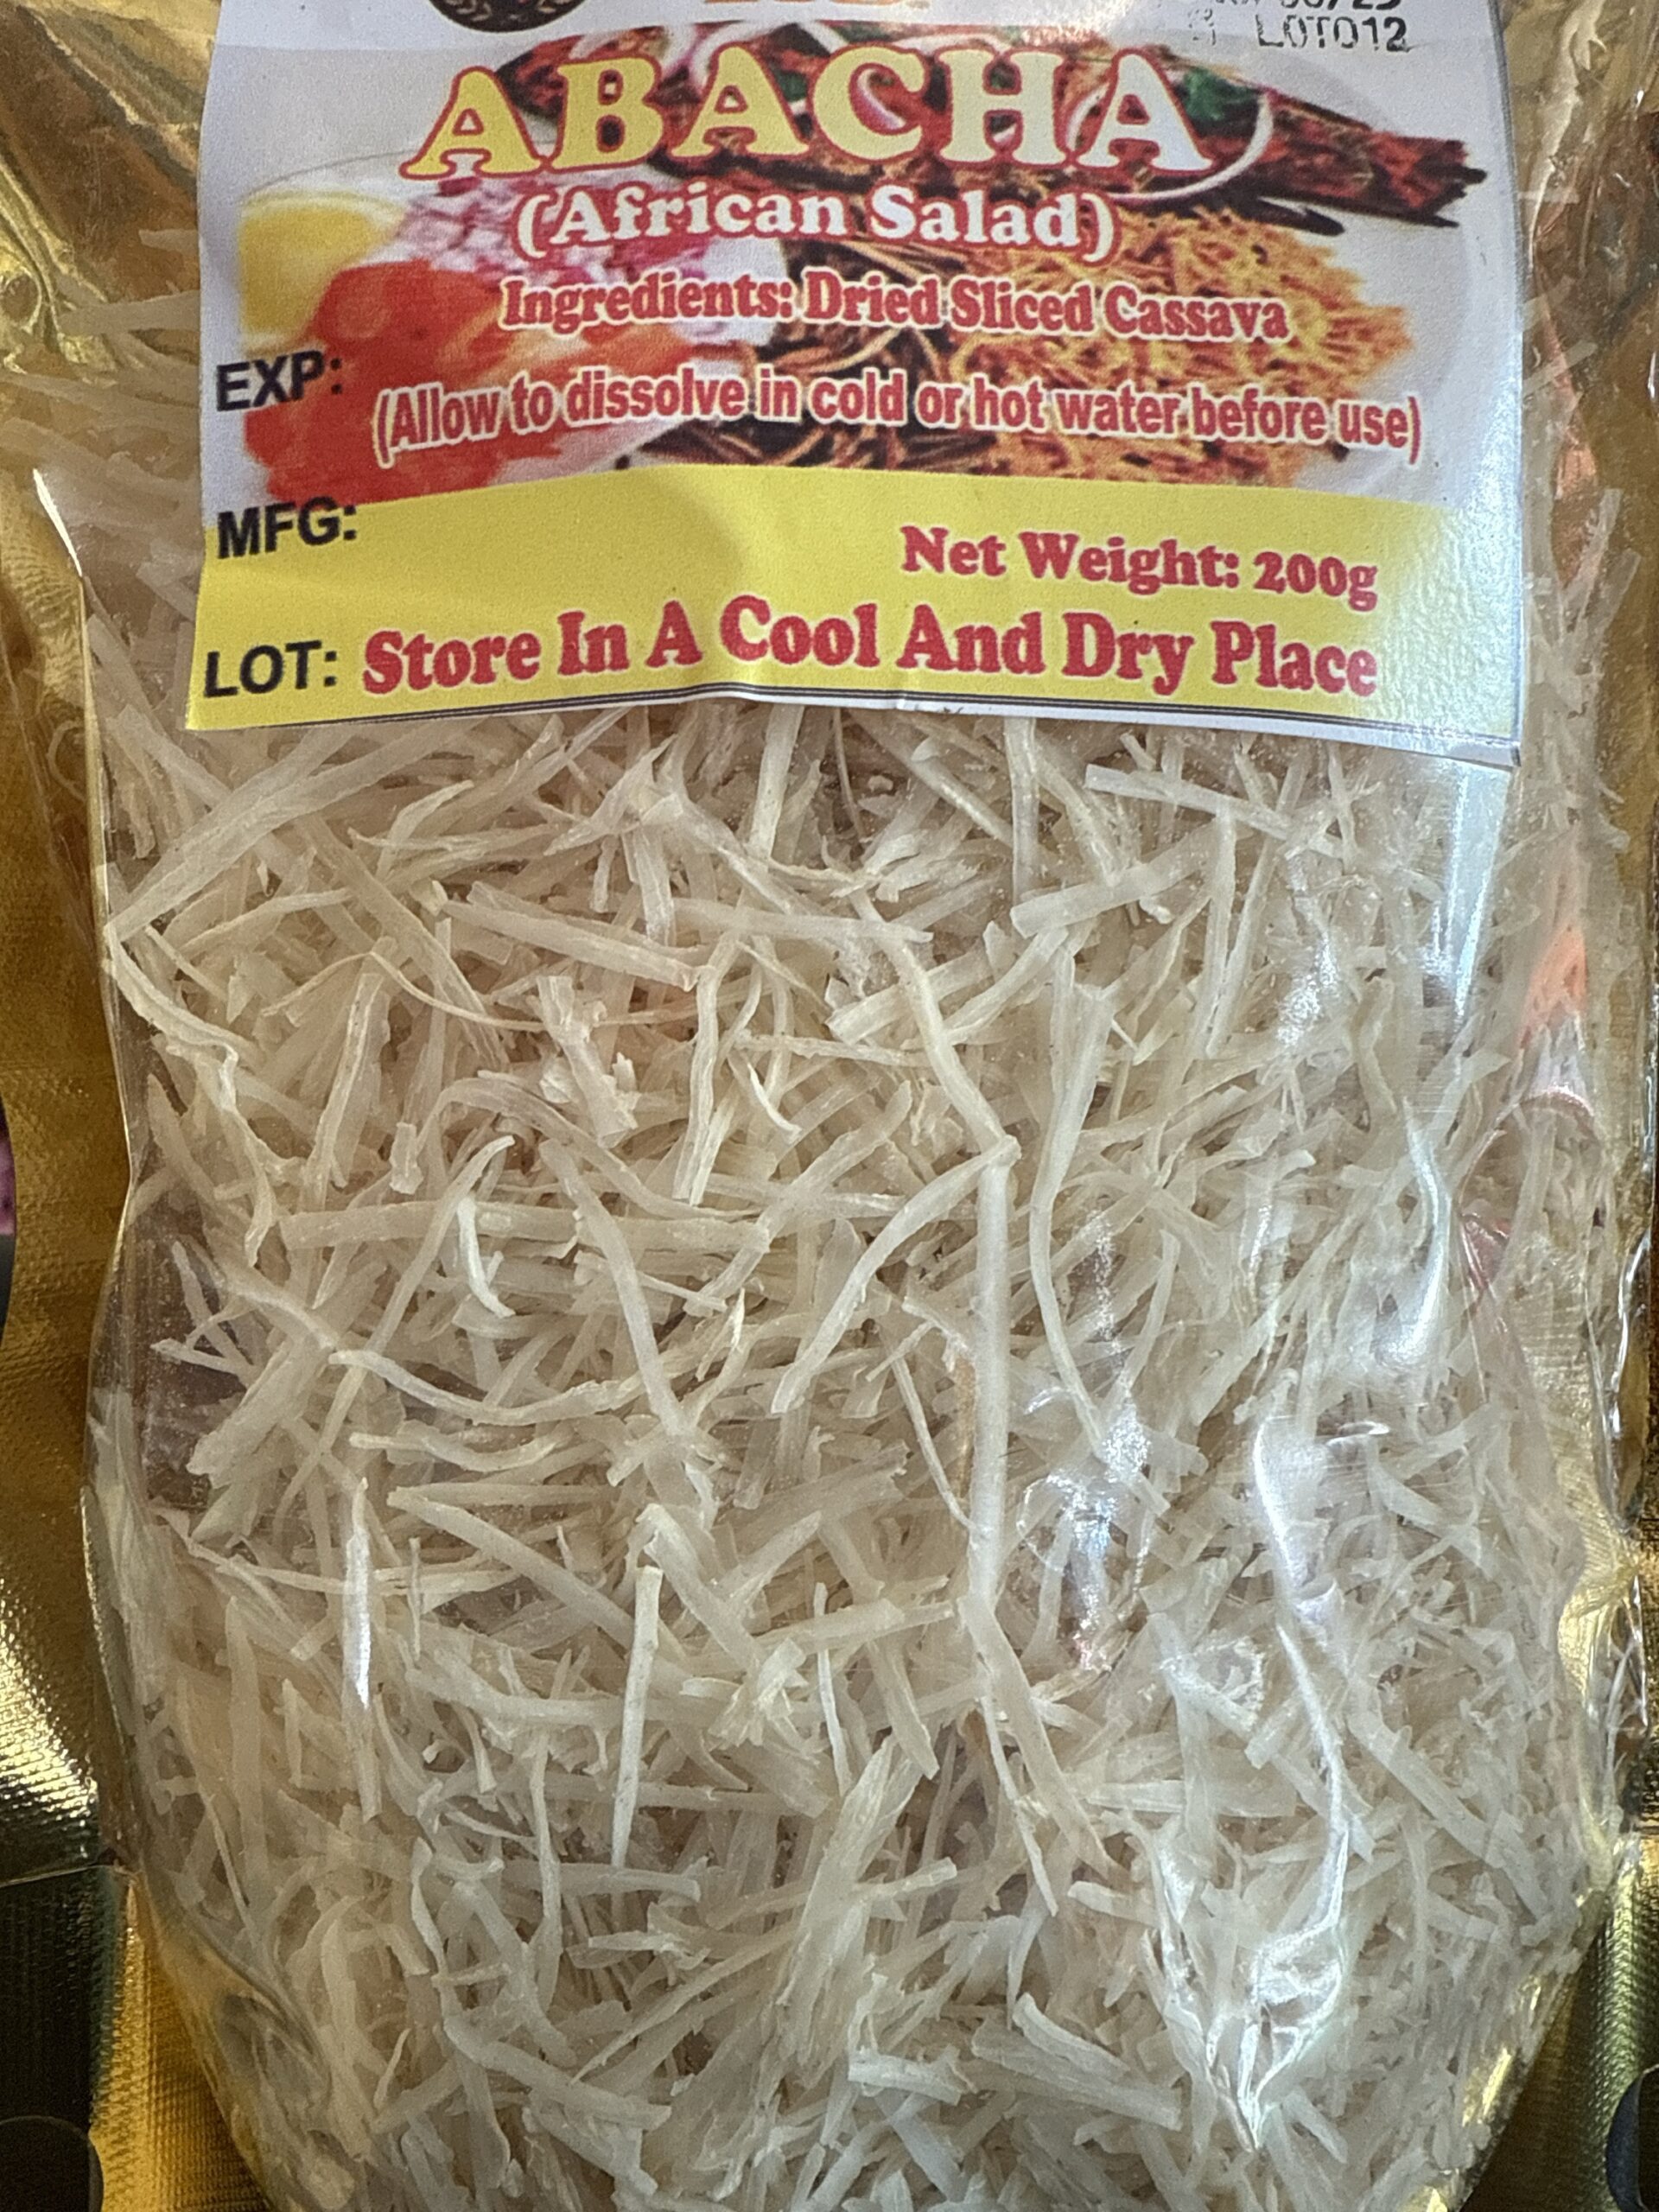 LOT012
ABACHA
(African Salad)
Ingredients: Dried Sliced Cassava
EXP:
(Allow to dissolve in cold or hot water before use)
MFG:
Net Weight: 200g
LOT: Store In A Cool And Dry Place